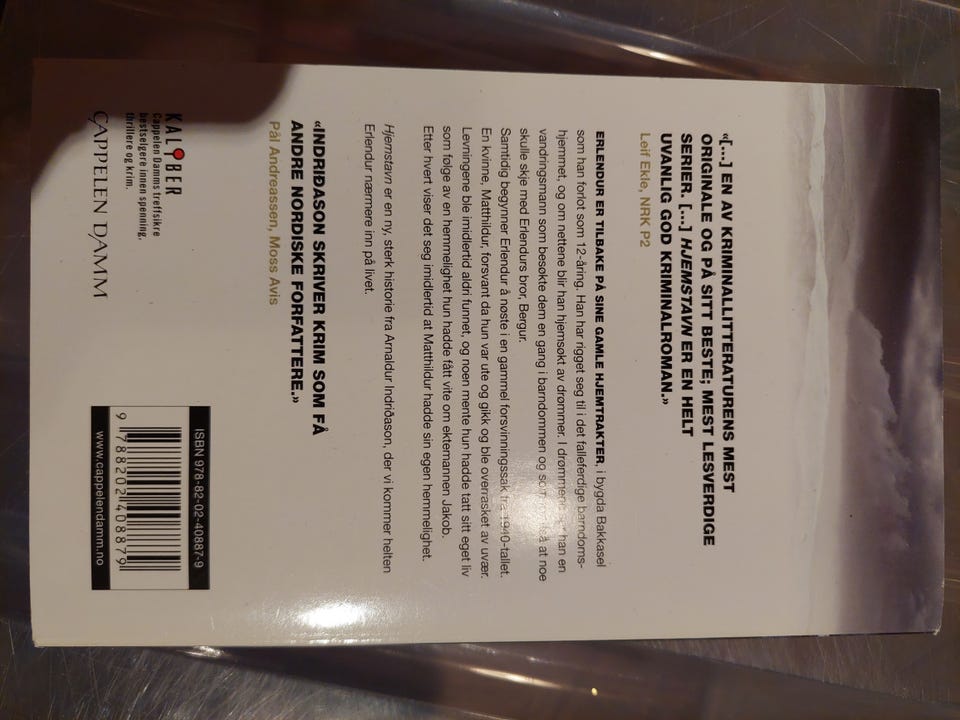 «[...] EN AV KRIMINALLITTERATURENS MEST
ORIGINALE OG PÅ SITT BESTE; MEST LESVERDIGE
SERIER. [...] HJEMSTAVN ER EN HELT
UVANLIG GOD KRIMINALROMAN.»
Leif Ekle, NRK P2
ERLENDUR ER TILBAKE PÅ SINE GAMLE HJEMTRAKTER, i bygda Bakkasel
som han forlot som 12-åring. Han har rigget seg til i det falleferdige barndoms-
hjemmet, og om nettene blir han hjemsøkt av drømmer. I drømmene han en
vandringsmann som besøkte dem en gang i barndommen og som at noe
skulle skje med Erlendurs bror, Bergur.
Samtidig begynner Erlendur å nøste i en gammel forsvinningssak fra 1940-tallet.
En kvinne, Matthildur, forsvant da hun var ute og gikk og ble overrasket av uvær.
Levningene ble imidlertid aldri funnet, og noen mente hun hadde tatt sitt eget liv
som følge av en hemmelighet hun hadde fått vite om ektemannen Jakob.
Etter hvert viser det seg imidlertid at Matthildur hadde sin egen hemmelighet.
Hjemstavn er en ny, sterk historie fra Arnaldur Indriðason, der vi kommer helten
Erlendur nærmere inn på livet.
«INDRIÐASON SKRIVER KRIM SOM FÅ
ANDRE NORDISKE FORFATTERE.»
Pål Andreassen, Moss Avis
KALIBER
Cappelen Damms treffsikre
bestselgere innen spenning,
thrillere og krim.
CAPPELEN DAMM
ISBN 978-82-02-40887-9
9 788202 408879
www.cappelendamm.no